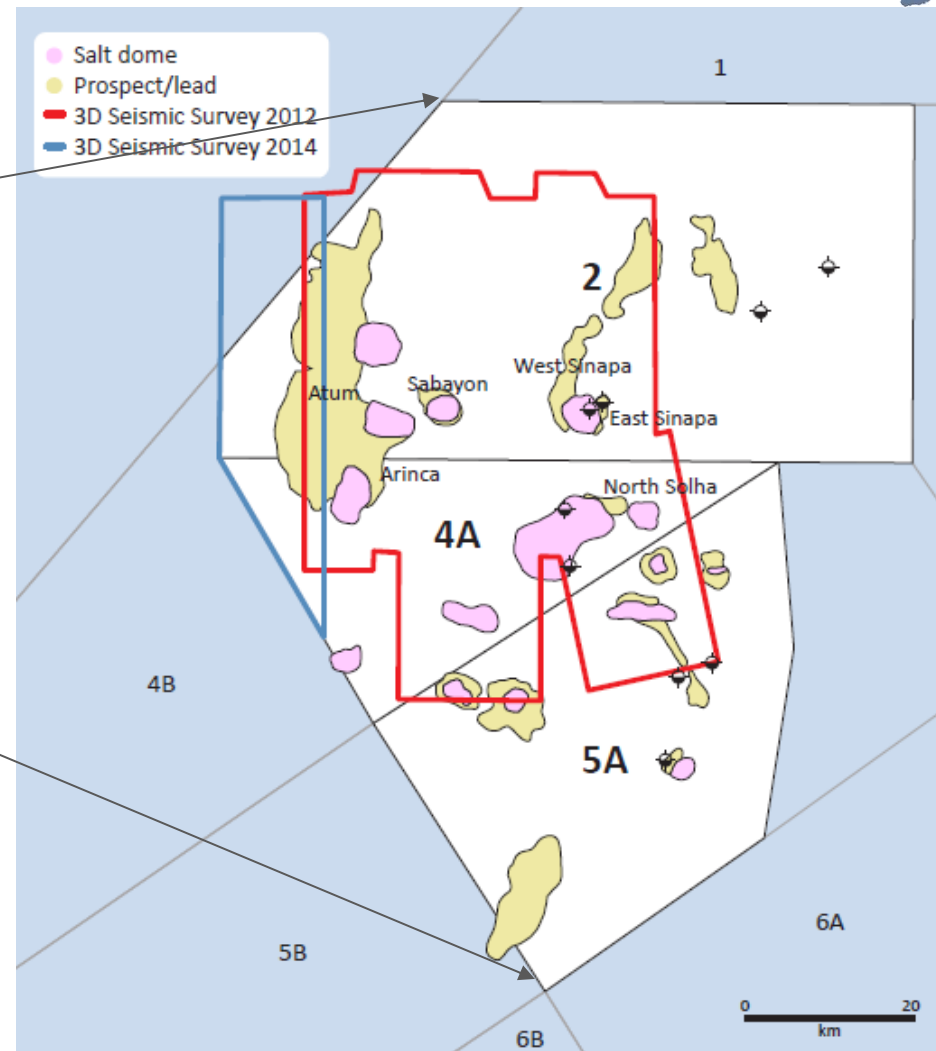 Salt dome
Prospect/lead
3D Seismic Survey 2012
3D Seismic Survey 2014
1
2
West Sinapa
Sabayon
Atum
East Sinapa
Arinca
North Solha
4A
4B
5A
6A
5B
6B
0 20
km